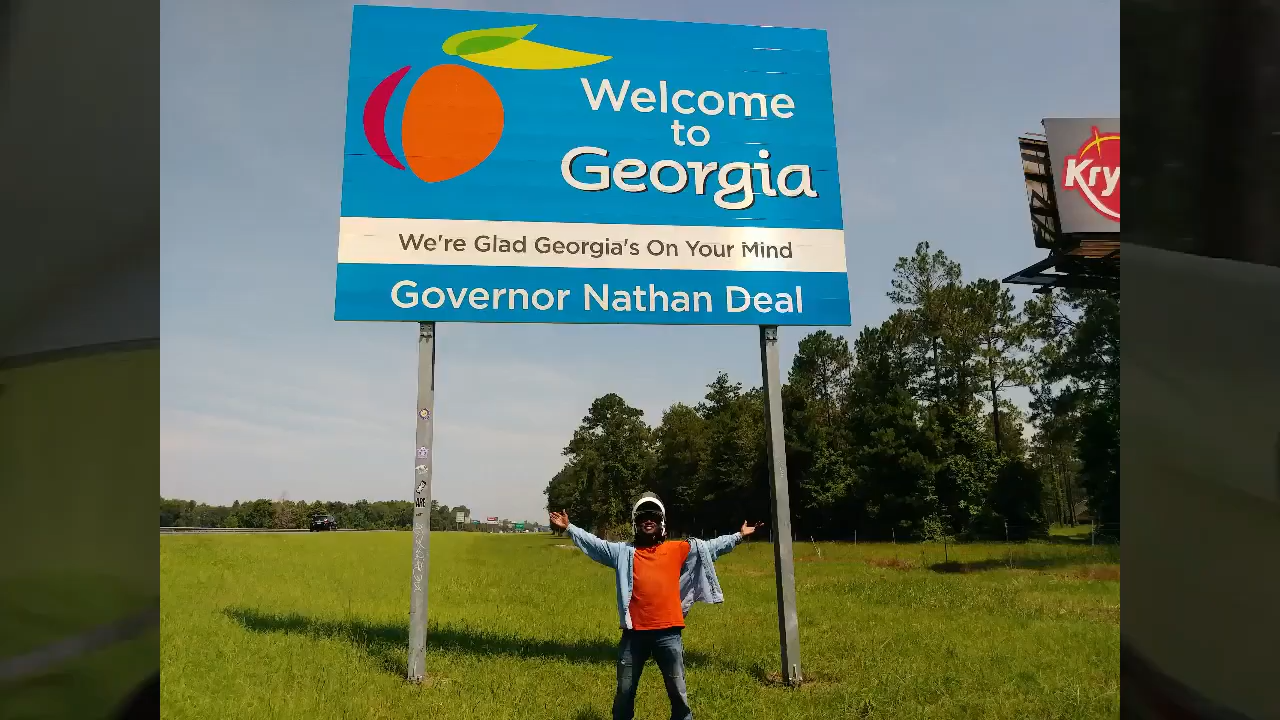 Welcome
to
Georgia
We're Glad Georgia's On Your Mind
Governor Nathan Deal
Kry